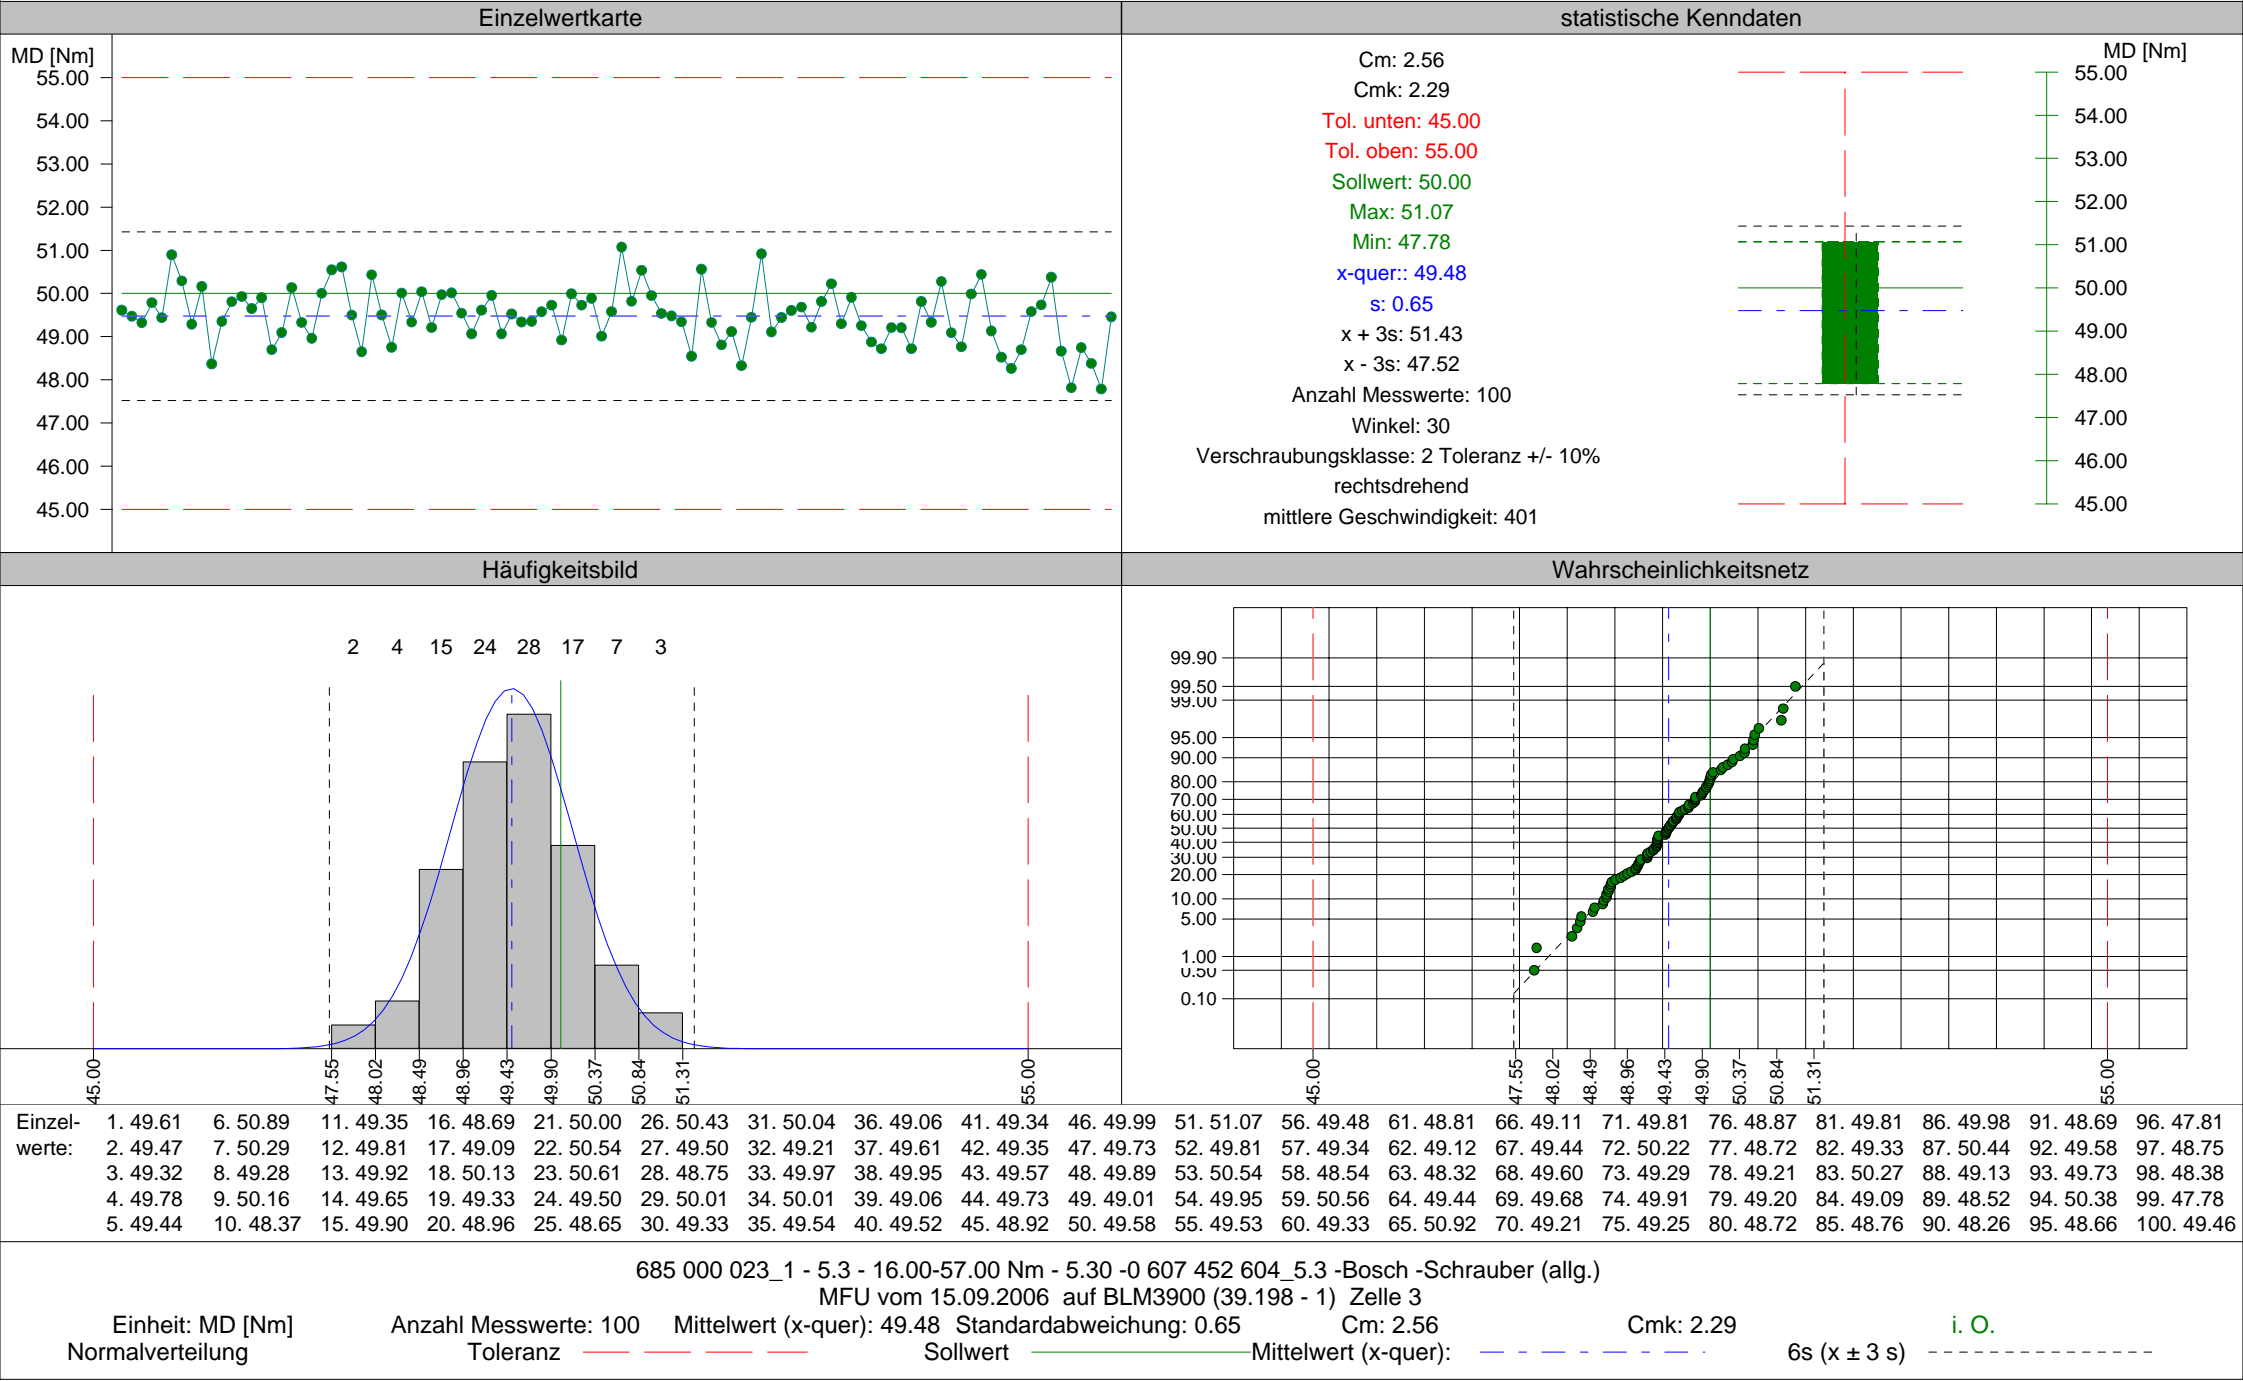 Einzelwertkarte
MD [Nm]
55.00
54.00
53.00
52.00
51.00
50.00
49.00
48.00
47.00
46.00
45.00
statistische Kenndaten
Cm: 2.56
Cmk: 2.29
Tol. unten: 45.00
Tol. oben: 55.00
Sollwert: 50.00
Max: 51.07
Min: 47.78
x-quer:: 49.48
s: 0.65
x + 3s: 51.43
x - 3s: 47.52
Anzahl Messwerte: 100
Winkel: 30
Verschraubungsklasse: 2 Toleranz +/- 10%
rechtsdrehend
mittlere Geschwindigkeit: 401
MD [Nm]
55.00
54.00
53.00
52.00
51.00
50.00
49.00
48.00
47.00
46.00
45.00
Häufigkeitsbild
2 4 15 24 28 17 7 3
45.00 47.55 48.02 48.49 48.96 49.43 49.90 50.37 50.84 51.31 55.00
Wahrscheinlichkeitsnetz
99.90
99.50
99.00
95.00
90.00
80.00
70.00
60.00
50.00
40.00
30.00
20.00
10.00
5.00
1.00
0.50
0.10
45.00 47.55 48.02 48.49 48.96 49.43 49.90 50.37 50.84 51.31 55.00
Einzel- 1. 49.61 6. 50.89 11. 49.35 16. 48.69 21. 50.00 26. 50.43 31. 50.04 36. 49.06 41. 49.34 46. 49.99 51. 51.07 56. 49.48 61. 48.81 66. 49.11 71. 49.81 76. 48.87 81. 49.81 86. 49.98 91. 48.69 96. 47.81
werte: 2. 49.47 7. 50.29 12. 49.81 17. 49.09 22. 50.54 27. 49.50 32. 49.21 37. 49.61 42. 49.35 47. 49.73 52. 49.81 57. 49.34 62. 49.12 67. 49.44 72. 50.22 77. 48.72 82. 49.33 87. 50.44 92. 49.58 97. 48.75
3. 49.32 8. 49.28 13. 49.92 18. 50.13 23. 50.61 28. 48.75 33. 49.97 38. 49.95 43. 49.57 48. 49.89 53. 50.54 58. 48.54 63. 48.32 68. 49.60 73. 49.29 78. 49.21 83. 50.27 88. 49.13 93. 49.73 98. 48.38
4. 49.78 9. 50.16 14. 49.65 19. 49.33 24. 49.50 29. 50.01 34. 50.01 39. 49.06 44. 49.73 49. 49.01 54. 49.95 59. 50.56 64. 49.44 69. 49.68 74. 49.91 79. 49.20 84. 49.09 89. 48.52 94. 50.38 99. 47.78
5. 49.44 10. 48.37 15. 49.90 20. 48.96 25. 48.65 30. 49.33 35. 49.54 40. 49.52 45. 48.92 50. 49.58 55. 49.53 60. 49.33 65. 50.92 70. 49.21 75. 49.25 80. 48.72 85. 48.76 90. 48.26 95. 48.66 100. 49.46
685 000 023_1 - 5.3 - 16.00-57.00 Nm - 5.30 -0 607 452 604_5.3 -Bosch -Schrauber (allg.)
MFU vom 15.09.2006 auf BLM3900 (39.198 - 1) Zelle 3
Einheit: MD [Nm] Anzahl Messwerte: 100 Mittelwert (x-quer): 49.48 Standardabweichung: 0.65 Cm: 2.56 Cmk: 2.29 i. O.
Normalverteilung Toleranz Sollwert Mittelwert (x-quer): 6s (x ± 3 s)